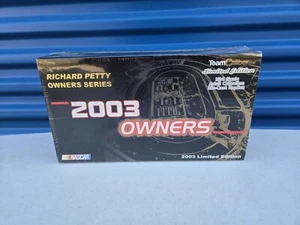 RICHARD PETTY
OWNERS SERIES
Team
Limited Edition
2003
OWNERS
NASCAR
2003 Limited Edition